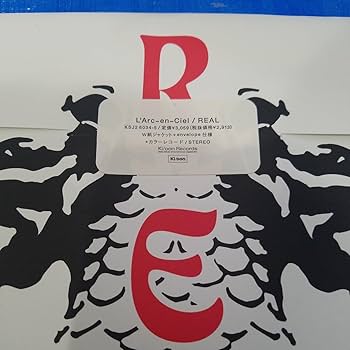 R
L'Arc~en~Ciel / REAL
KSJ2 6034-5 / 定価¥3,059(税抜価格¥2,913)
W紙ジャケット+envelope仕様
+カラーレコード / STEREO
Ki/oon Records
Ki/oon
E